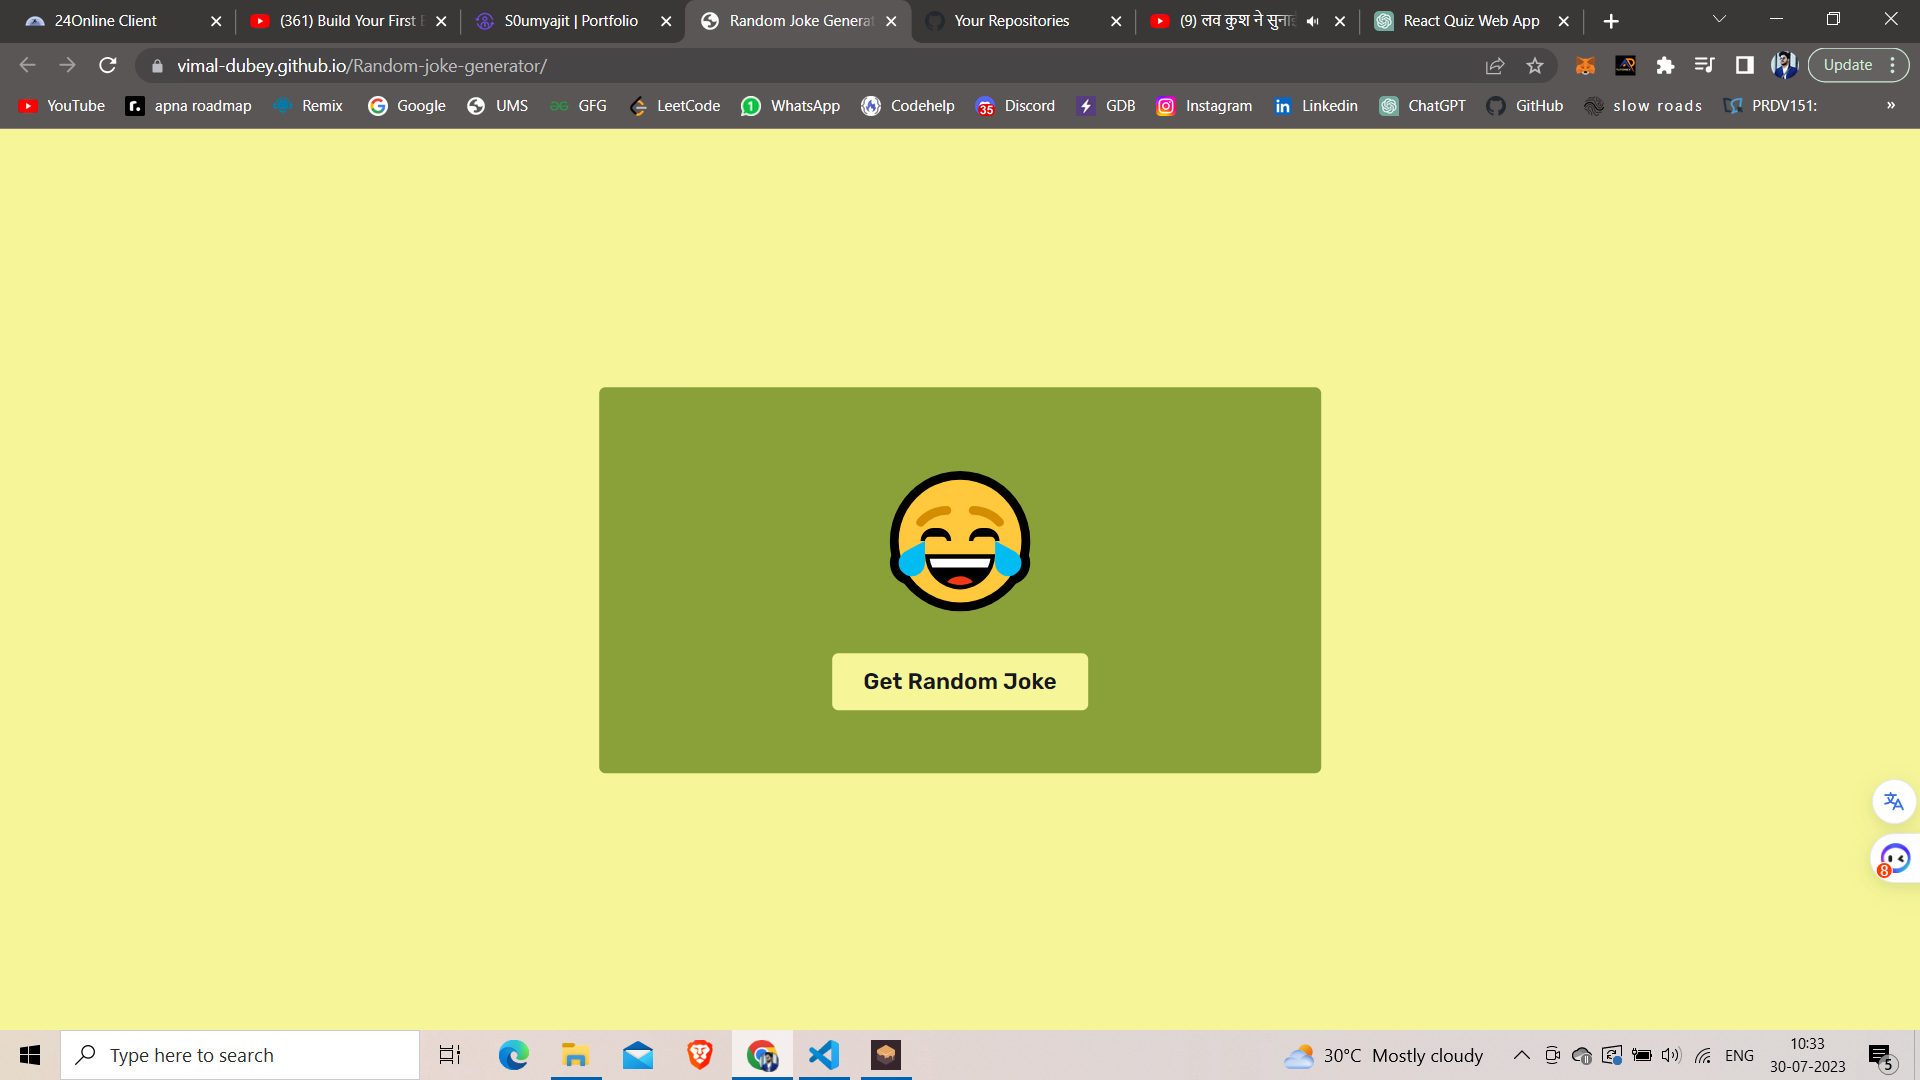 24Online Client
(361) Build Your First
S0umyajit | Portfolio
Random Joke Generat
Your Repositories
(9) लव कुश ने सुनाई
React Quiz Web App
vimal-dubey.github.io/Random-joke-generator/
Update
YouTube
apna roadmap
Remix
Google
UMS
GFG
LeetCode
1
WhatsApp
Codehelp
35
Discord
GDB
Instagram
in
Linkedin
ChatGPT
GitHub
slow roads
PRDV151:
»
Get Random Joke
8
Type here to search
30°C Mostly cloudy
ENG
10:33
30-07-2023
5